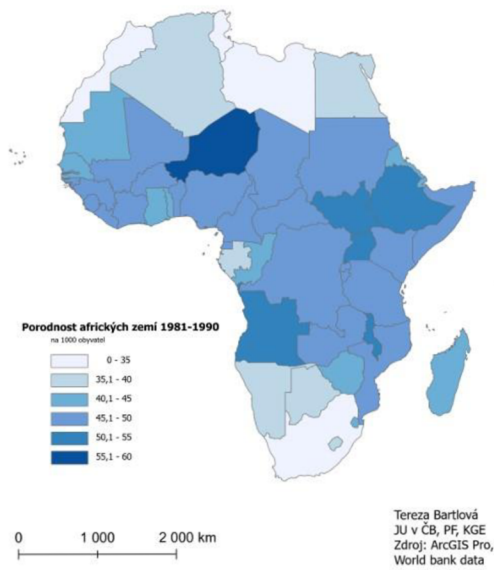 Porodnost afrických zemí 1981-1990
na 1000 obyvatel
0 - 35
35,1 - 40
40,1 - 45
45,1 - 50
50,1 - 55
55,1 - 60
0 1 000 2 000 km
Tereza Bartlová
JU v ČB, PF, KGE
Zdroj: ArcGIS Pro,
World bank data